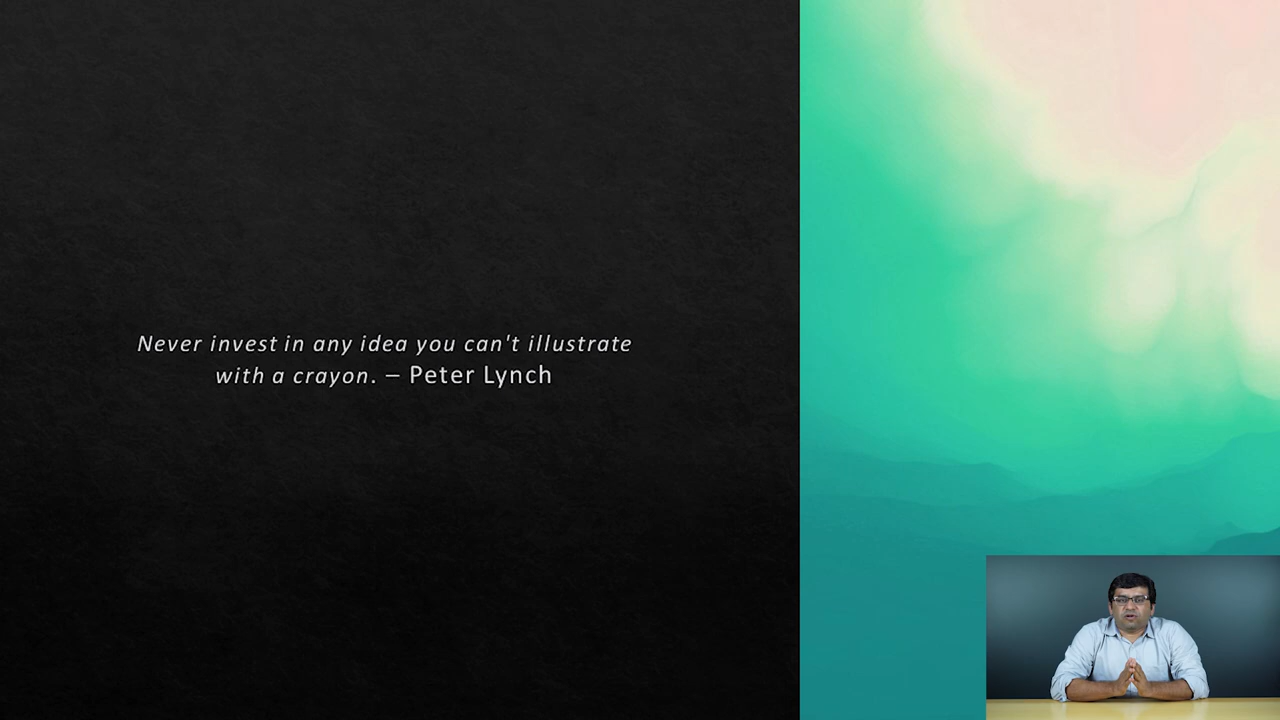 Never invest in any idea you can't illustrate
with a crayon. – Peter Lynch